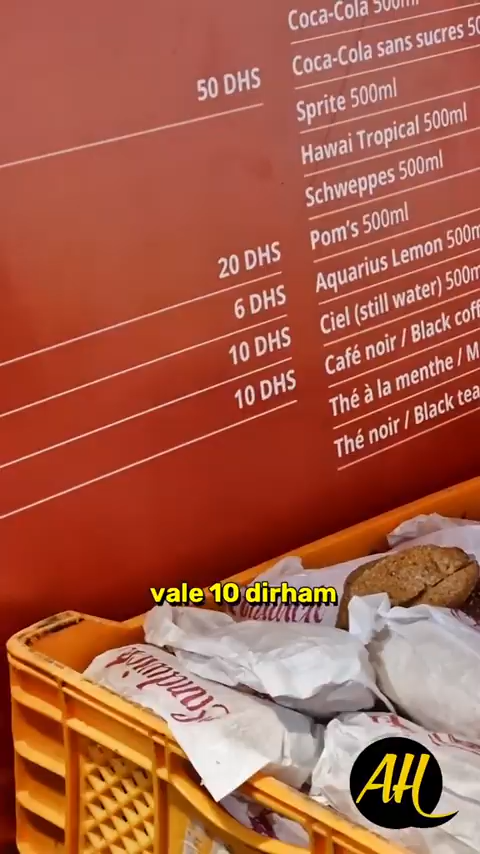 50 DHS
20 DHS
6 DHS
10 DHS
10 DHS
Coca-Cola 500ml
Coca-Cola sans sucres
Sprite 500ml
Hawai Tropical 500ml
Schweppes 500ml
Pom's 500ml
Aquarius Lemon
Ciel (still water)
Café noir / Black
Thé à la menthe /
Thé noir / Black tea
vale 10 dirham
Sandwich
AH